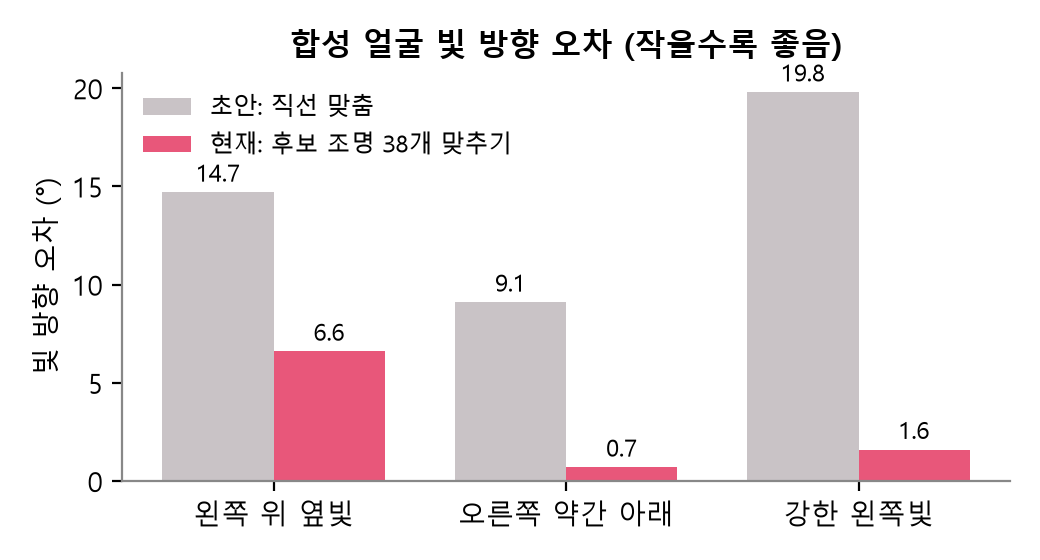 합성 얼굴 빛 방향 오차 (작을수록 좋음)
초안: 직선 맞춤
현재: 후보 조명 38개 맞추기
빛 방향 오차 (°)
20
15
10
5
0
14.7
6.6
9.1
0.7
19.8
1.6
왼쪽 위 옆빛
오른쪽 약간 아래
강한 왼쪽빛